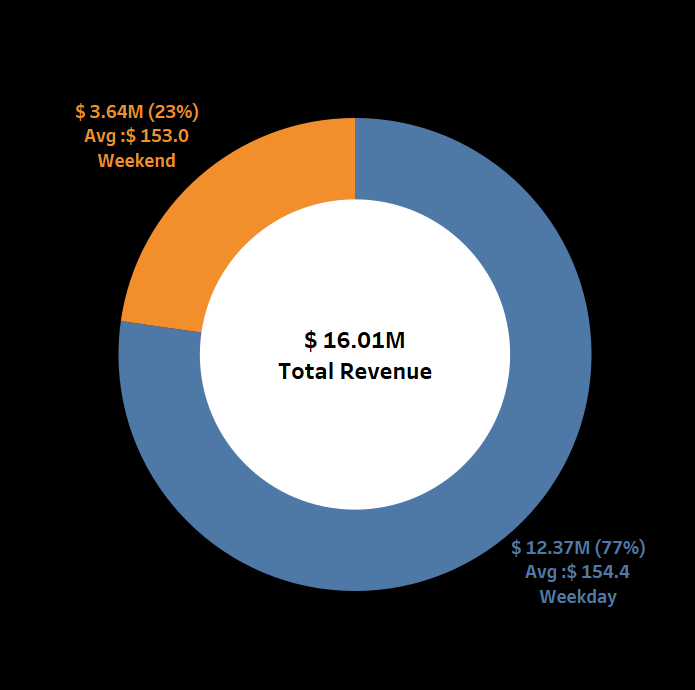 $ 3.64M (23%)
Avg :$ 153.0
Weekend
$ 16.01M
Total Revenue
$ 12.37M (77%)
Avg :$ 154.4
Weekday